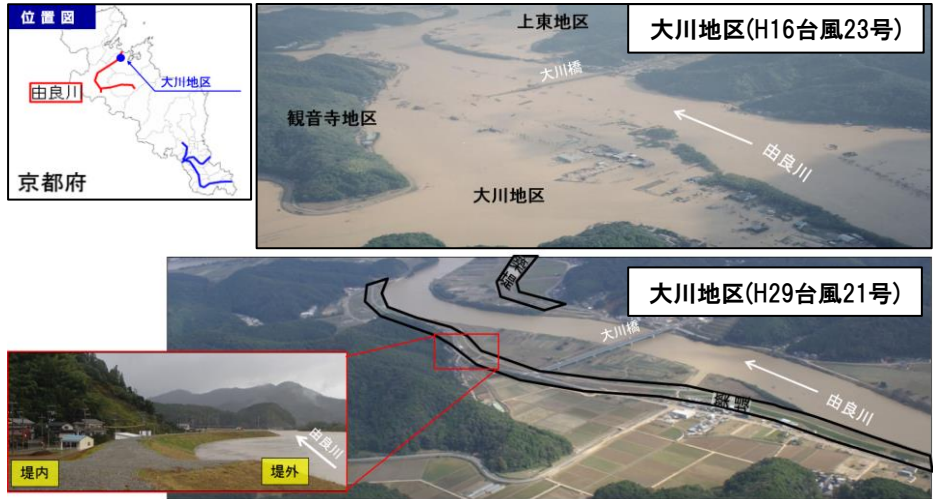 位置図
大川地区
由良川
京都府
大川地区(H16台風23号)
上東地区
大川橋
観音寺地区
由良川
大川地区
大川地区(H29台風21号)
堤防
大川橋
由良川
堤防
由良川
堤内
堤外